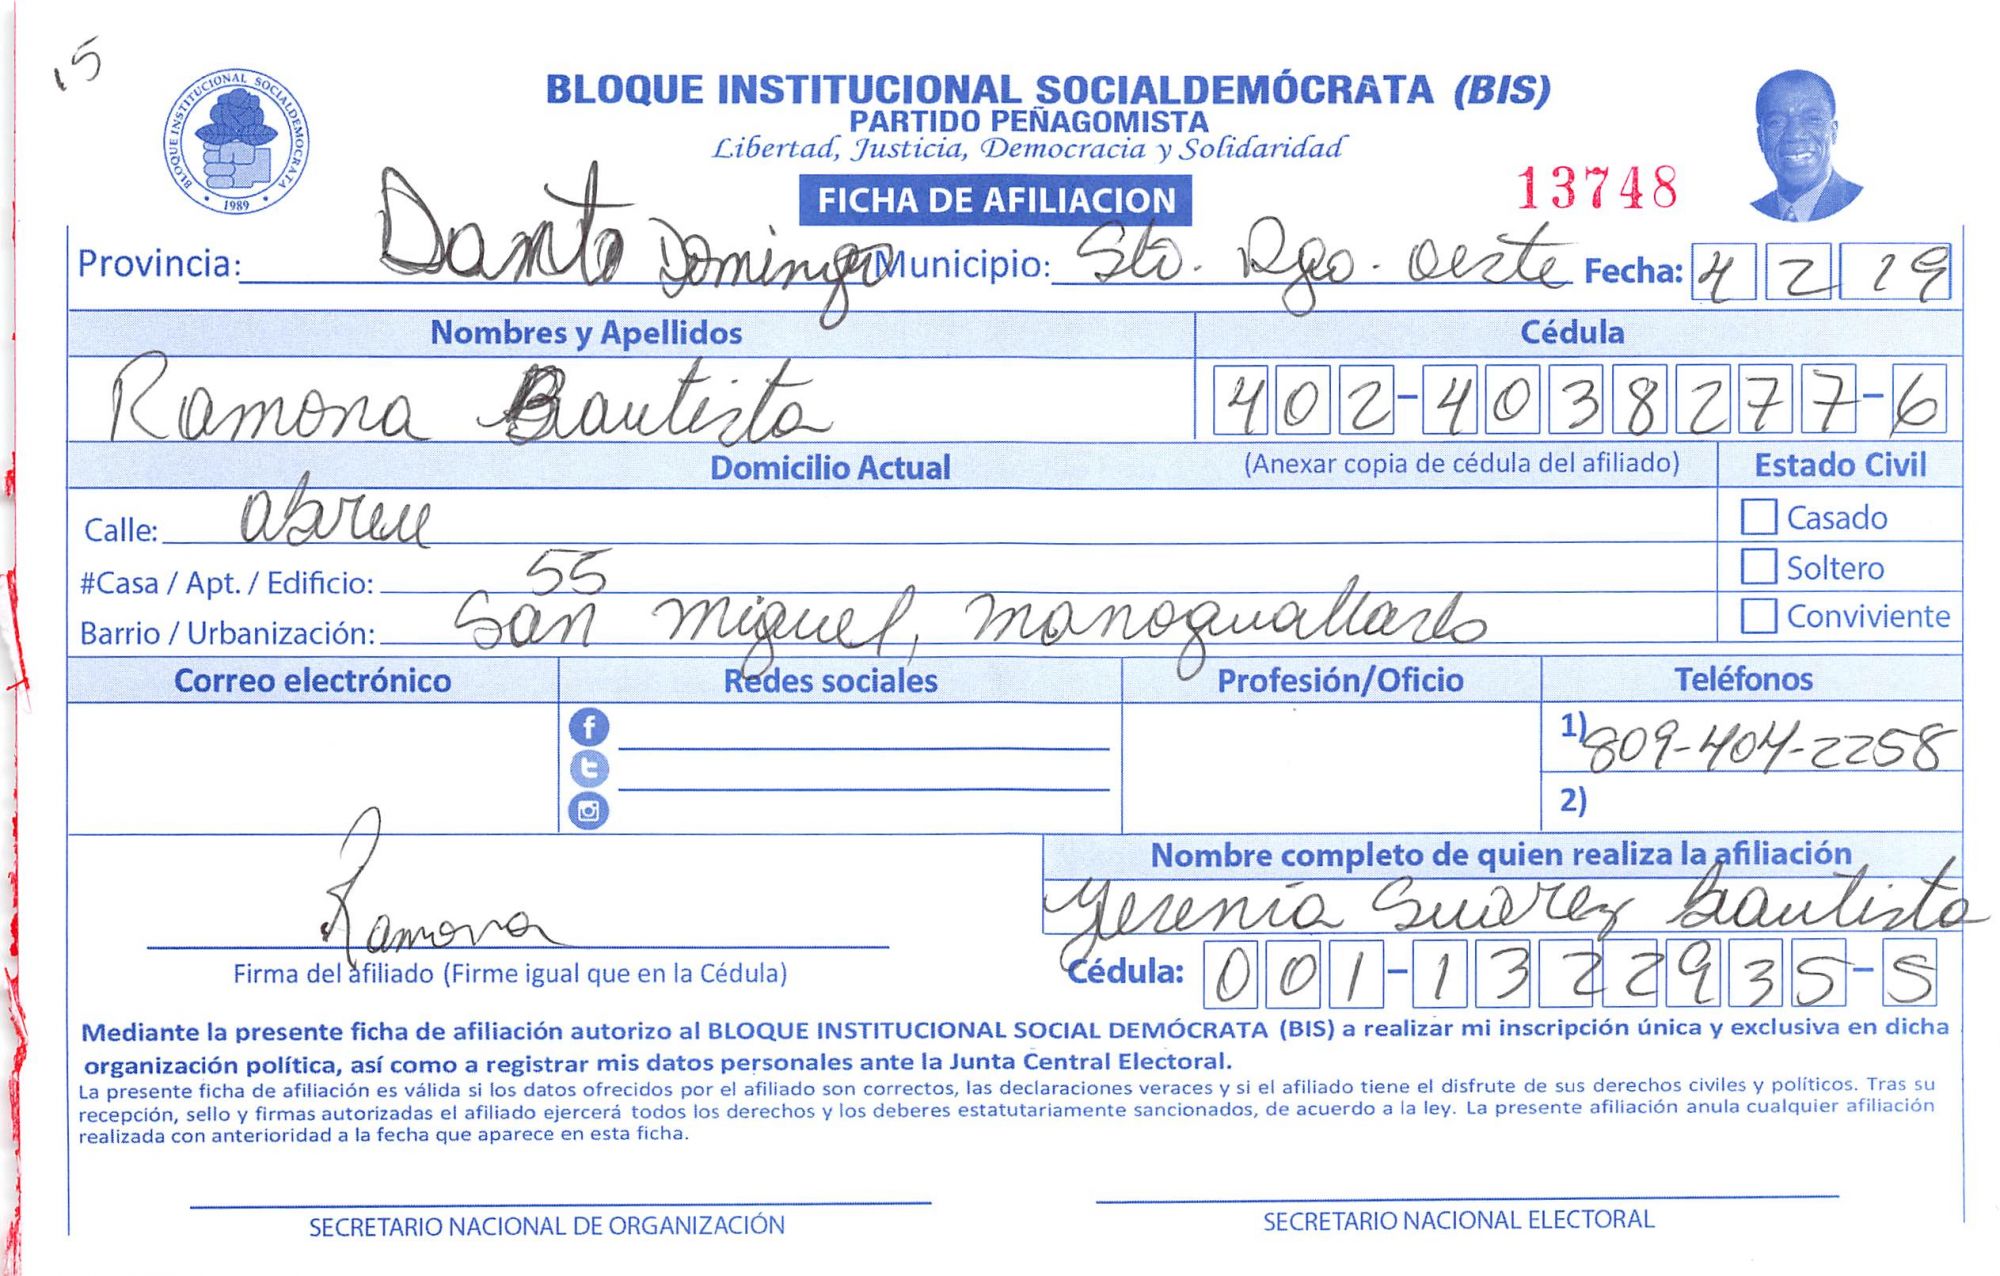 15
BLOQUE INSTITUCIONAL SOCIALDEMOCRATA
1989
BLOQUE INSTITUCIONAL SOCIALDEMÓCRATA (BIS)
PARTIDO PEÑAGOMISTA
Libertad, Justicia, Democracia y Solidaridad
FICHA DE AFILIACION
13748
Provincia: Santo Domingo Municipio: Sto. Dgo. Oeste Fecha: 4 2 19
Nombres y Apellidos Cédula
Ramona Bautista 402-4038277-6
Domicilio Actual (Anexar copia de cédula del afiliado) Estado Civil
Calle: Abreu Casado
#Casa / Apt. / Edificio: 55 Soltero
Barrio / Urbanización: San Miguel, Conviviente
Correo electrónico Redes sociales Profesión/Oficio Teléfonos
1) 809-404-2258
2)
Nombre completo de quien realiza la afiliación
Yesenia Suarez Bautista
Ramona
Firma del afiliado (Firme igual que en la Cédula) Cédula: 001-1322935-5
Mediante la presente ficha de afiliación autorizo al BLOQUE INSTITUCIONAL SOCIAL DEMÓCRATA (BIS) a realizar mi inscripción única y exclusiva en dicha
organización política, así como a registrar mis datos personales ante la Junta Central Electoral.
La presente ficha de afiliación es válida si los datos ofrecidos por el afiliado son correctos, las declaraciones veraces y si el afiliado tiene el disfrute de sus derechos civiles y políticos. Tras su
recepción, sello y firmas autorizadas el afiliado ejercerá todos los derechos y los deberes estatutariamente sancionados, de acuerdo a la ley. La presente afiliación anula cualquier afiliación
realizada con anterioridad a la fecha que aparece en esta ficha.
SECRETARIO NACIONAL DE ORGANIZACIÓN SECRETARIO NACIONAL ELECTORAL